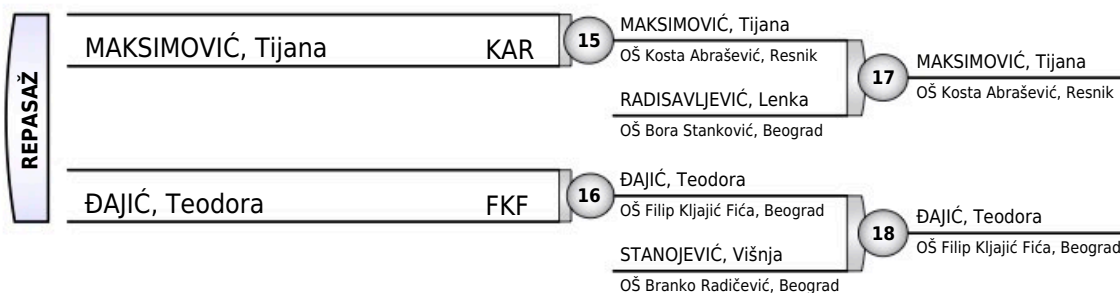 REPASAŽ
MAKSIMOVIĆ, Tijana KAR
15
MAKSIMOVIĆ, Tijana
OŠ Kosta Abrašević, Resnik
RADISAVLJEVIĆ, Lenka
OŠ Bora Stanković, Beograd
17
MAKSIMOVIĆ, Tijana
OŠ Kosta Abrašević, Resnik
ĐAJIĆ, Teodora FKF
16
ĐAJIĆ, Teodora
OŠ Filip Kljajić Fića, Beograd
STANOJEVIĆ, Višnja
OŠ Branko Radičević, Beograd
18
ĐAJIĆ, Teodora
OŠ Filip Kljajić Fića, Beograd